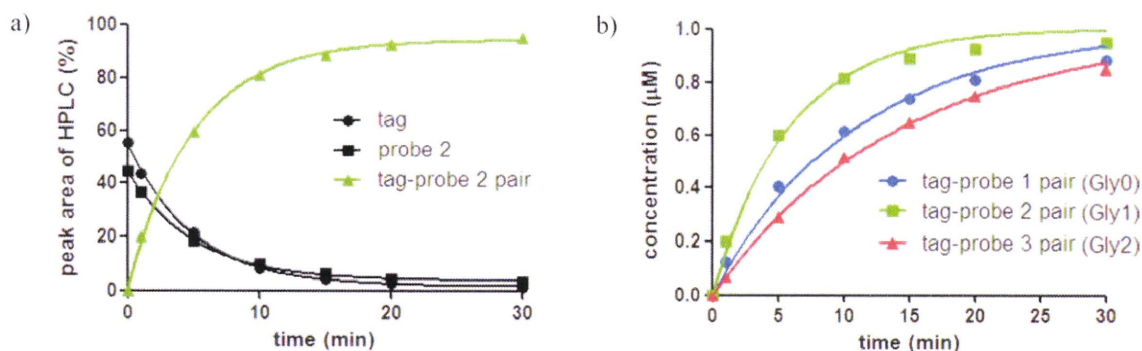 a)
peak area of HPLC (%)
100
80
60
40
20
0
tag
probe 2
tag-probe 2 pair
0 10 20 30
time (min)
b)
concentration (μM)
1.0
0.8
0.6
0.4
0.2
0.0
tag-probe 1 pair (Gly0)
tag-probe 2 pair (Gly1)
tag-probe 3 pair (Gly2)
0 5 10 15 20 30
time (min)